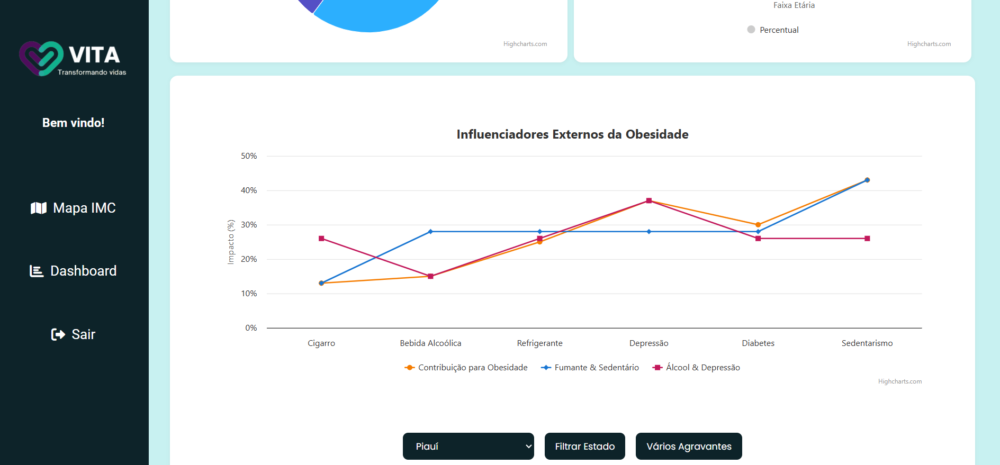 VITA
Transformando vidas
Bem vindo!
Mapa IMC
Dashboard
Sair
Highcharts.com
Faixa Etária
Percentual
Highcharts.com
Influenciadores Externos da Obesidade
Impacto (%)
50%
40%
30%
20%
10%
0%
Cigarro Bebida Alcoólica Refrigerante Depressão Diabetes Sedentarismo
Contribuição para Obesidade Fumante & Sedentário Álcool & Depressão
Highcharts.com
Piauí Filtrar Estado Vários Agravantes